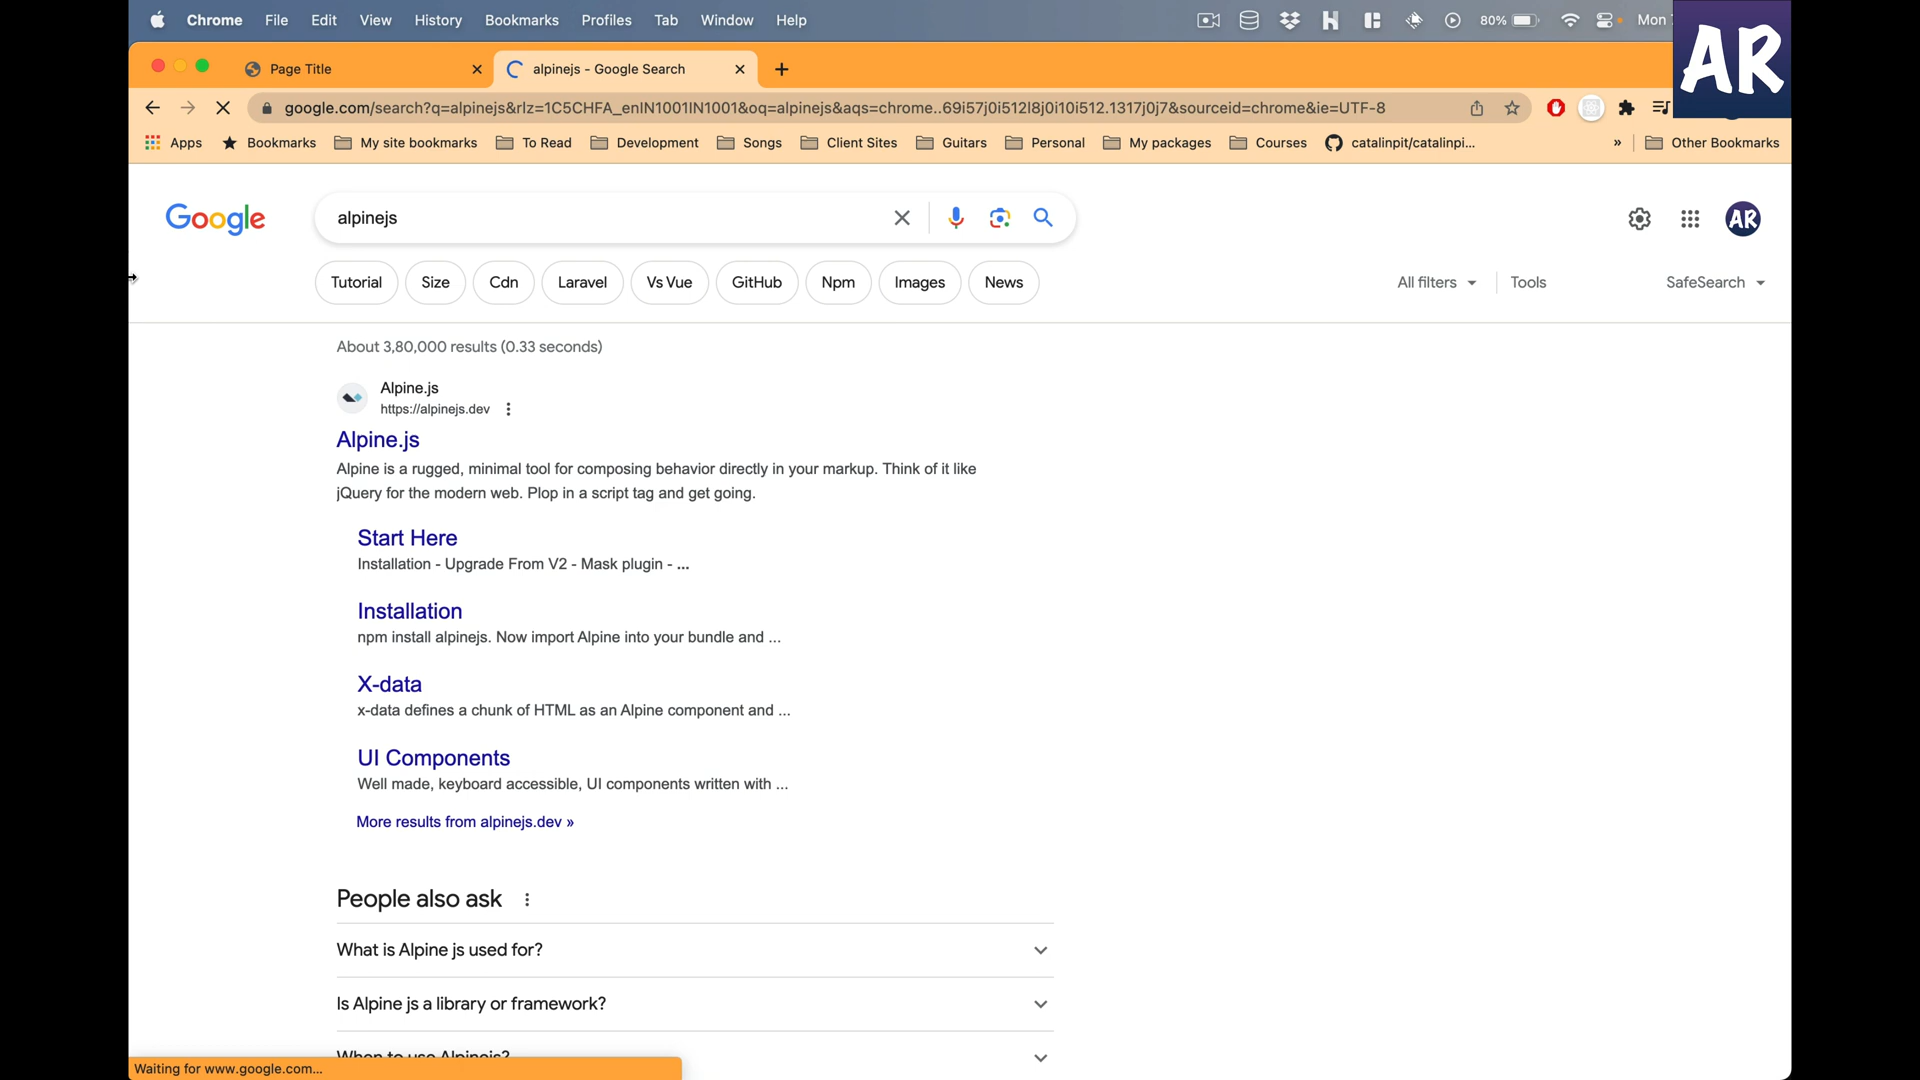 Chrome File Edit View History Bookmarks Profiles Tab Window Help 80% Mon
AR
Page Title
alpinejs - Google Search
google.com/search?q=alpinejs&rlz=1C5CHFA_enIN1001IN1001&oq=alpinejs&aqs=chrome..69i57j0i512l8j0i10i512.1317j0j7&sourceid=chrome&ie=UTF-8
Apps Bookmarks My site bookmarks To Read Development Songs Client Sites Guitars Personal My packages Courses catalinpit/catalinpi... » Other Bookmarks
Google
alpinejs
AR
Tutorial Size Cdn Laravel Vs Vue GitHub Npm Images News All filters Tools SafeSearch
About 3,80,000 results (0.33 seconds)
Alpine.js
https://alpinejs.dev
Alpine.js
Alpine is a rugged, minimal tool for composing behavior directly in your markup. Think of it like
jQuery for the modern web. Plop in a script tag and get going.
Start Here
Installation - Upgrade From V2 - Mask plugin - ...
Installation
npm install alpinejs. Now import Alpine into your bundle and ...
X-data
x-data defines a chunk of HTML as an Alpine component and ...
UI Components
Well made, keyboard accessible, UI components written with ...
More results from alpinejs.dev »
People also ask
What is Alpine js used for?
Is Alpine js a library or framework?
When to use Alpinejs?
Waiting for www.google.com...